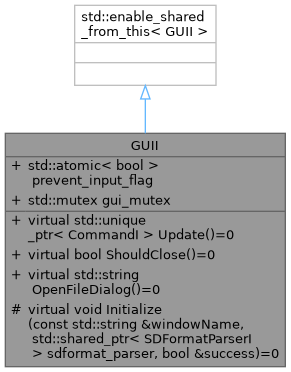 std::enable_shared
_from_this< GUII >
GUII
+ std::atomic< bool >
prevent_input_flag
+ std::mutex gui_mutex
+ virtual std::unique
_ptr< CommandI > Update()=0
+ virtual bool ShouldClose()=0
+ virtual std::string
OpenFileDialog()=0
# virtual void Initialize
(const std::string &windowName,
std::shared_ptr< SDFormatParserI
> sdformat_parser, bool &success)=0